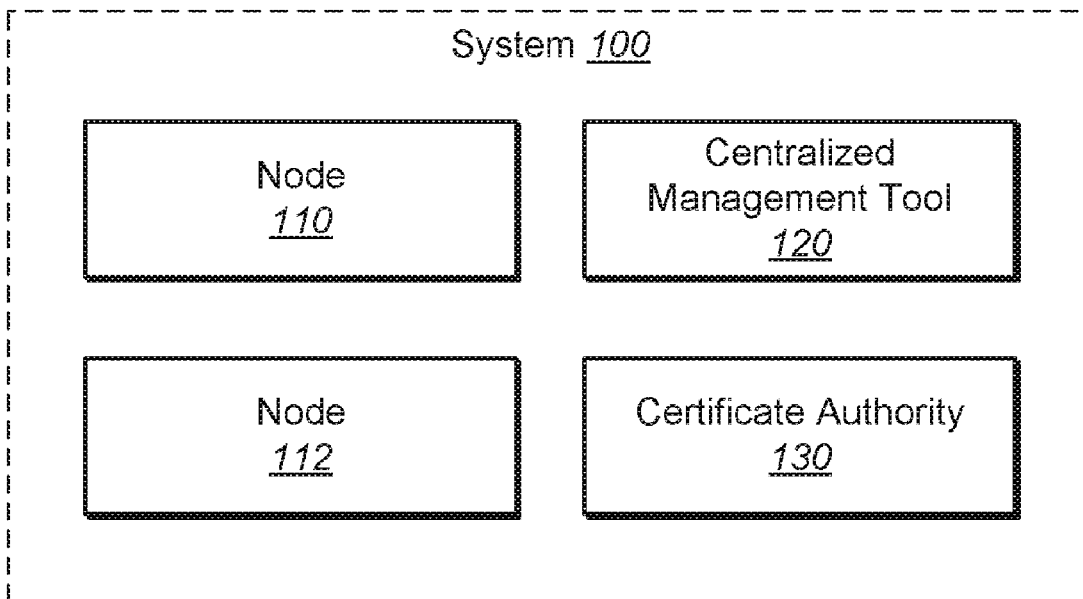 System 100
Node
110
Centralized
Management Tool
120
Node
112
Certificate Authority
130